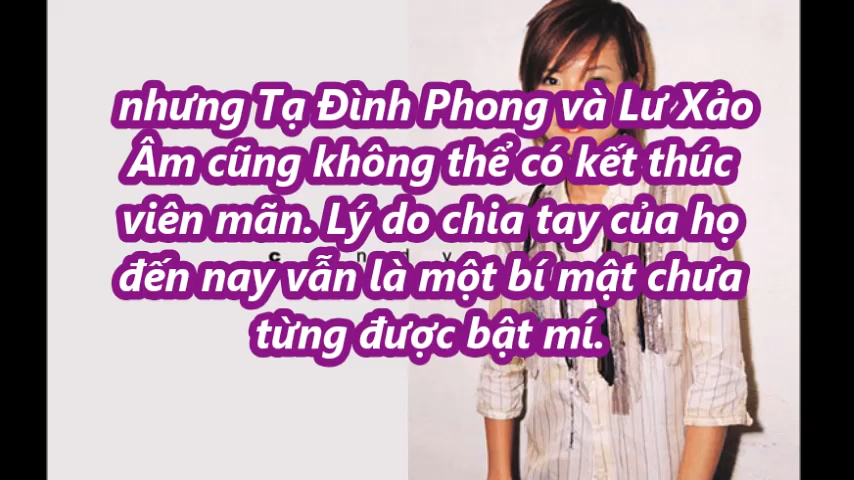 nhưng Tạ Đình Phong và Lư Xảo
Âm cũng không thể có kết thúc
viên mãn. Lý do chia tay của họ
đến nay vẫn là một bí mật chưa
từng được bật mí.